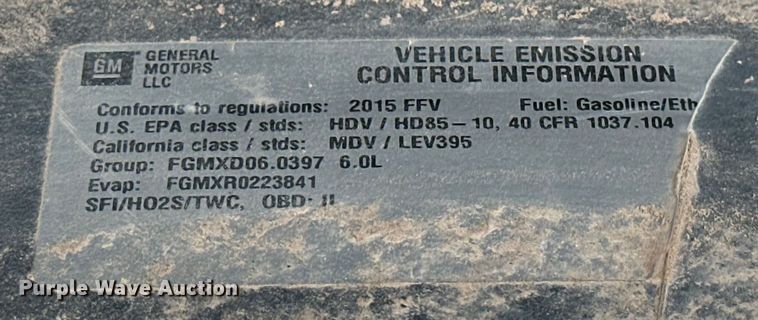 GM GENERAL MOTORS LLC
VEHICLE EMISSION
CONTROL INFORMATION
Conforms to regulations: 2015 FFV Fuel: Gasoline/Eth
U.S. EPA class / stds: HDV / HD85-10, 40 CFR 1037.104
California class / stds: MDV / LEV395
Group: FGMXD06.0397 6.0L
Evap: FGMXR0223841
SFI/HO2S/TWC, OBD: II
Purple Wave Auction